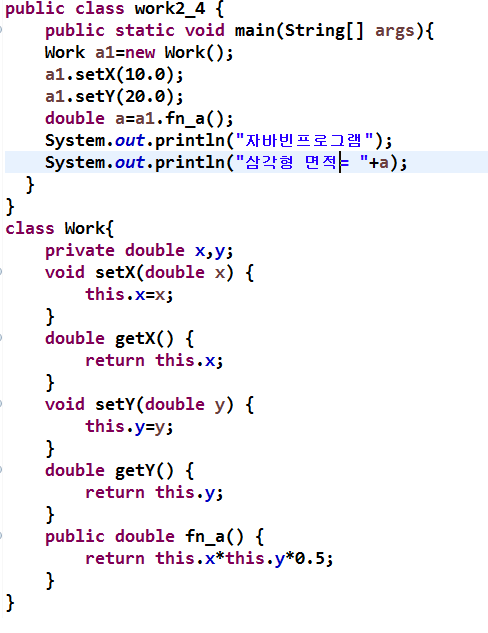 public class work2_4 {
    public static void main(String[] args){
    Work a1=new Work();
    a1.setX(10.0);
    a1.setY(20.0);
    double a=a1.fn_a();
    System.out.println("자바빈프로그램");
    System.out.println("삼각형 면적= "+a);
  }
}
class Work{
    private double x,y;
    void setX(double x) {
        this.x=x;
    }
    double getX() {
        return this.x;
    }
    void setY(double y) {
        this.y=y;
    }
    double getY() {
        return this.y;
    }
    public double fn_a() {
        return this.x*this.y*0.5;
    }
}